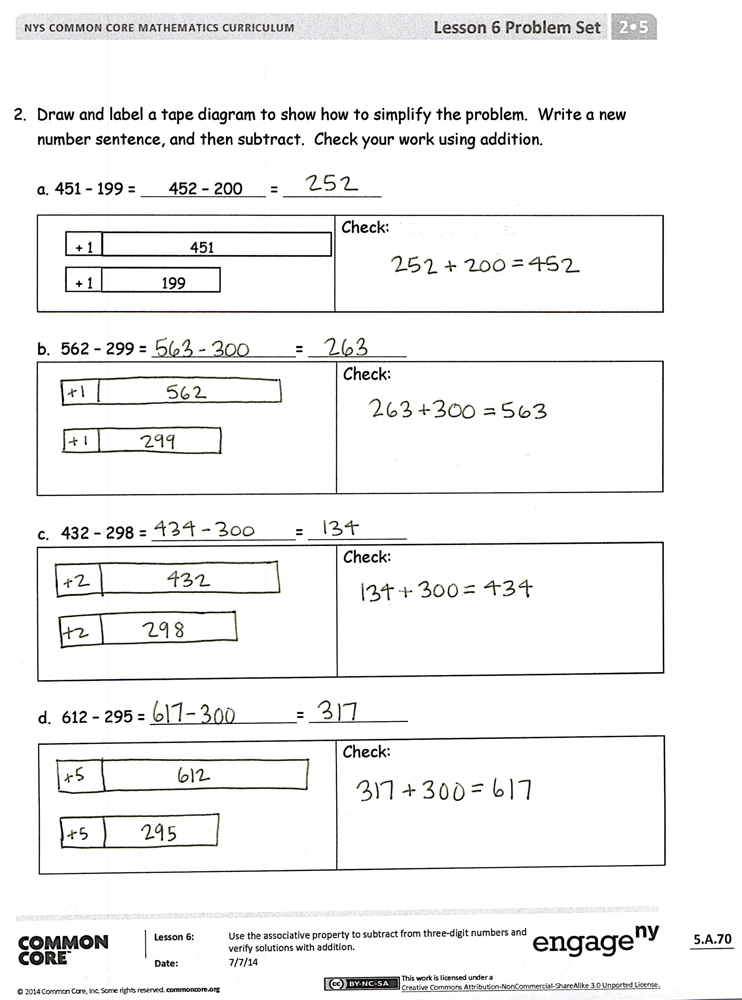 NYS COMMON CORE MATHEMATICS CURRICULUM
Lesson 6 Problem Set
2•5
2. Draw and label a tape diagram to show how to simplify the problem. Write a new
number sentence, and then subtract. Check your work using addition.
a. 451 - 199 = 452 - 200 = 252
+ 1 451
+ 1 199
Check:
252 + 200 = 452
b. 562 - 299 = 563 - 300 = 263
+1 562
+1 299
Check:
263 + 300 = 563
c. 432 - 298 = 434 - 300 = 134
+2 432
+2 298
Check:
134 + 300 = 434
d. 612 - 295 = 617 - 300 = 317
+5 612
+5 295
Check:
317 + 300 = 617
COMMON
CORE™
Lesson 6: Use the associative property to subtract from three-digit numbers and
verify solutions with addition.
Date: 7/7/14
engage ny
5.A.70
© 2014 Common Core, Inc. Some rights reserved. commoncore.org
cc BY-NC-SA
This work is licensed under a
Creative Commons Attribution-NonCommercial-ShareAlike 3.0 Unported License.